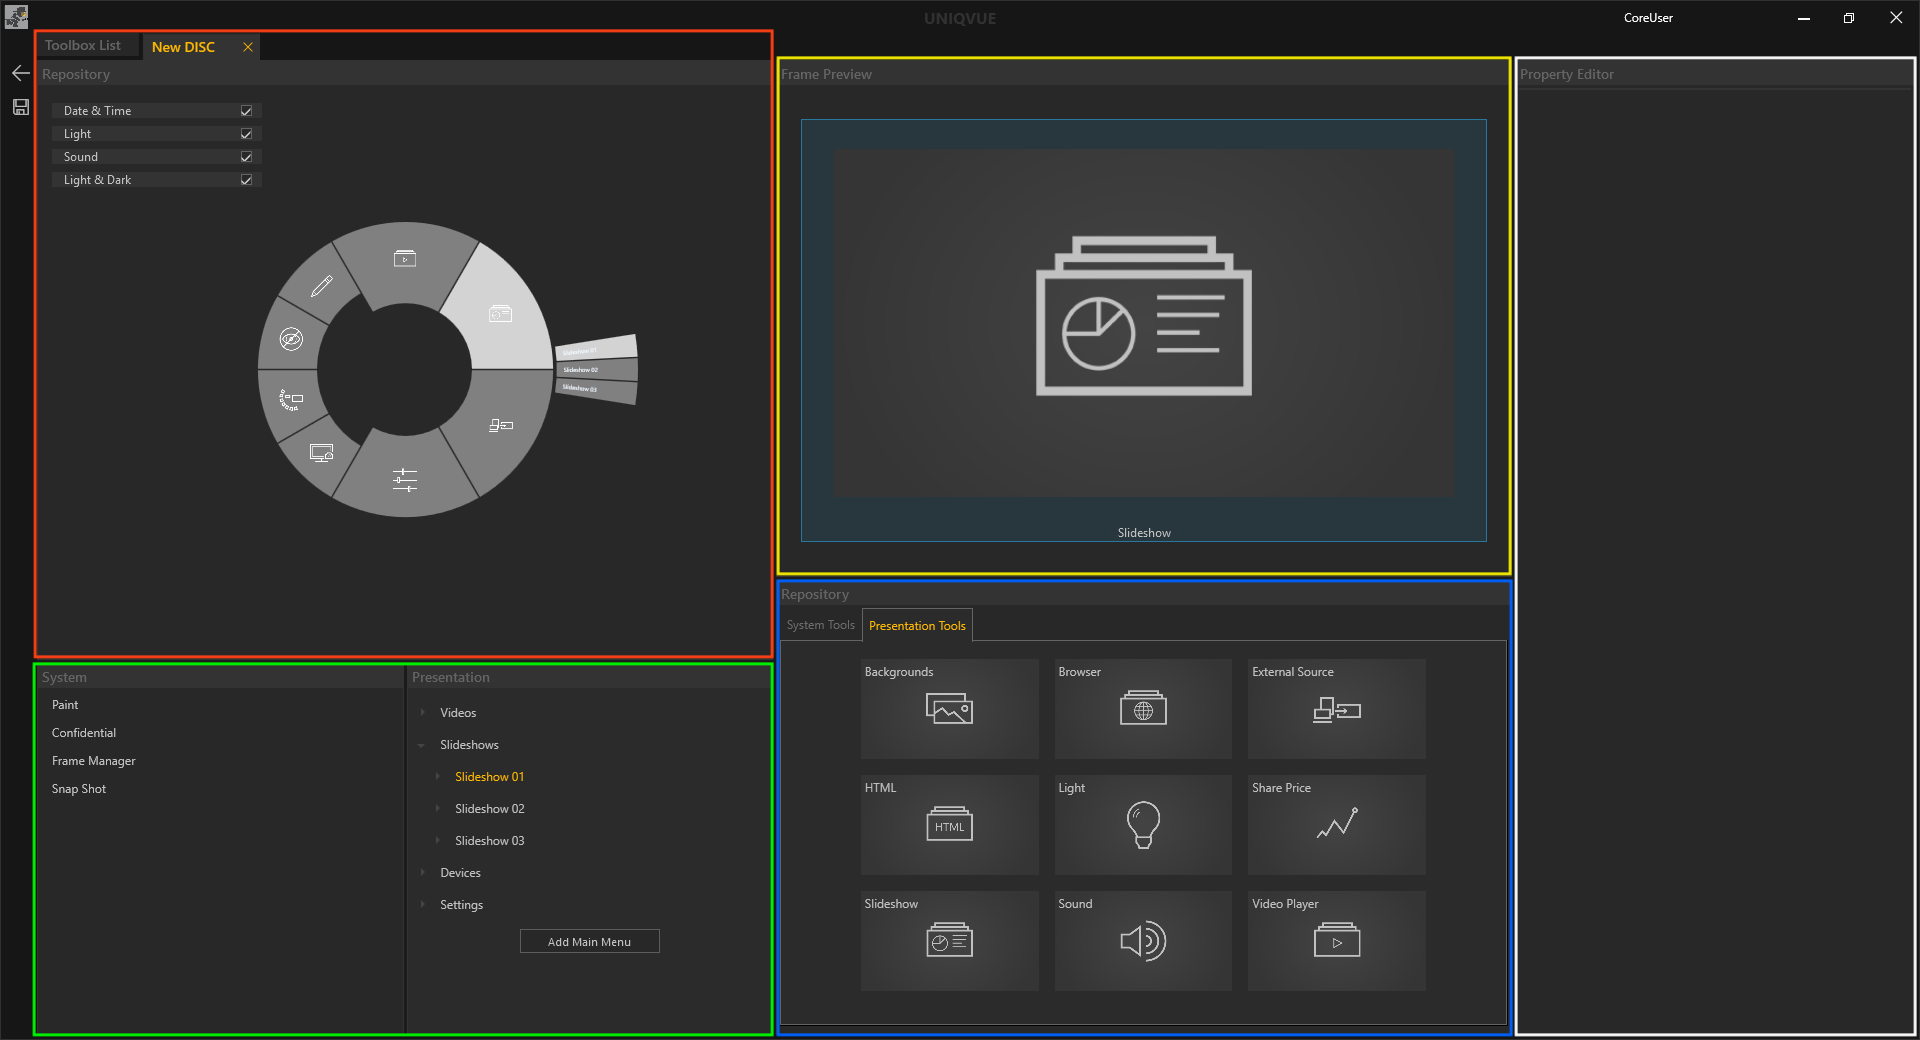 UNIQVUE
CoreUser
Toolbox List
New DISC
Repository
Date & Time
Light
Sound
Light & Dark
Slideshow 01
Slideshow 02
Slideshow 03
System
Paint
Confidential
Frame Manager
Snap Shot
Presentation
Videos
Slideshows
Slideshow 01
Slideshow 02
Slideshow 03
Devices
Settings
Add Main Menu
Frame Preview
Slideshow
Repository
System Tools
Presentation Tools
Backgrounds
Browser
External Source
HTML
HTML
Light
Share Price
Slideshow
Sound
Video Player
Property Editor